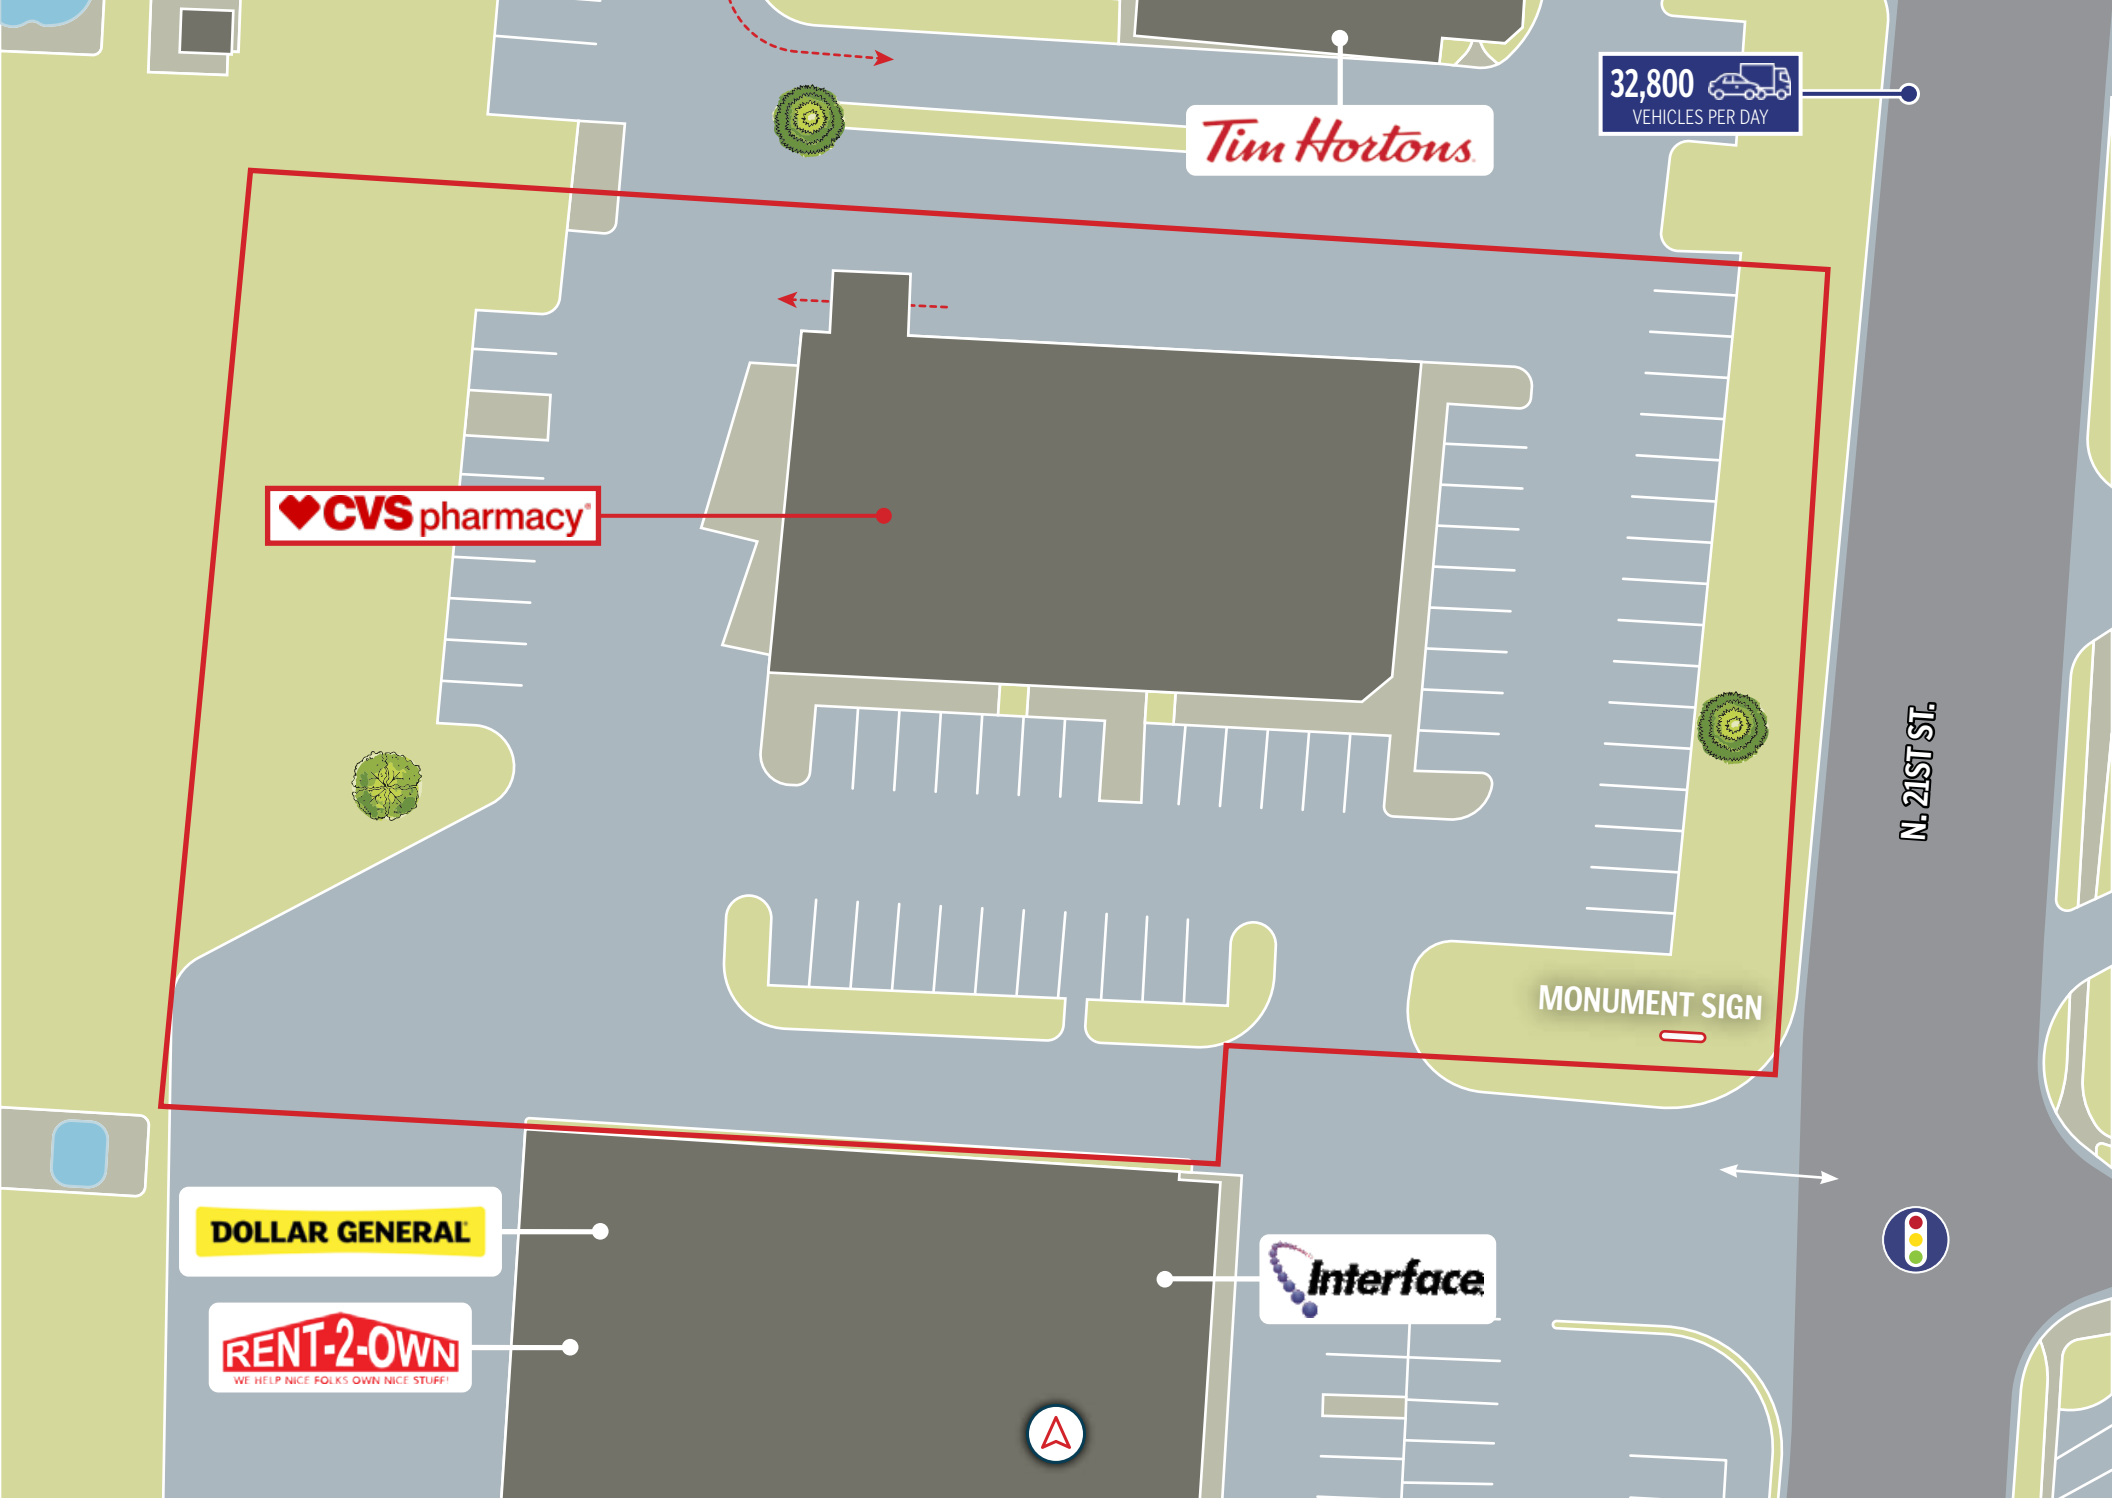 32,800
VEHICLES PER DAY
Tim Hortons
CVS pharmacy
N. 21ST ST.
MONUMENT SIGN
DOLLAR GENERAL
Interface
RENT-2-OWN
WE HELP NICE FOLKS OWN NICE STUFF!